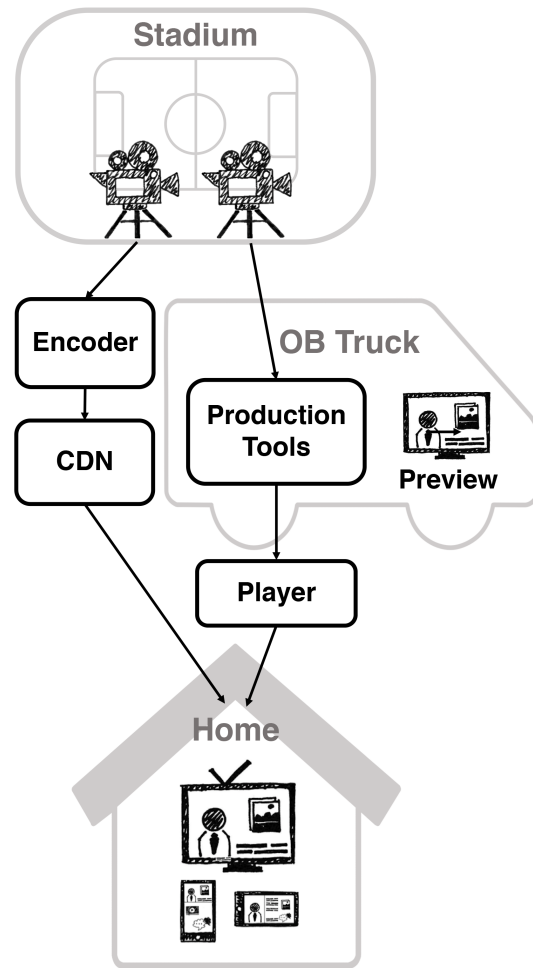 Stadium
Encoder
OB Truck
Production
Tools
CDN
Preview
Player
Home